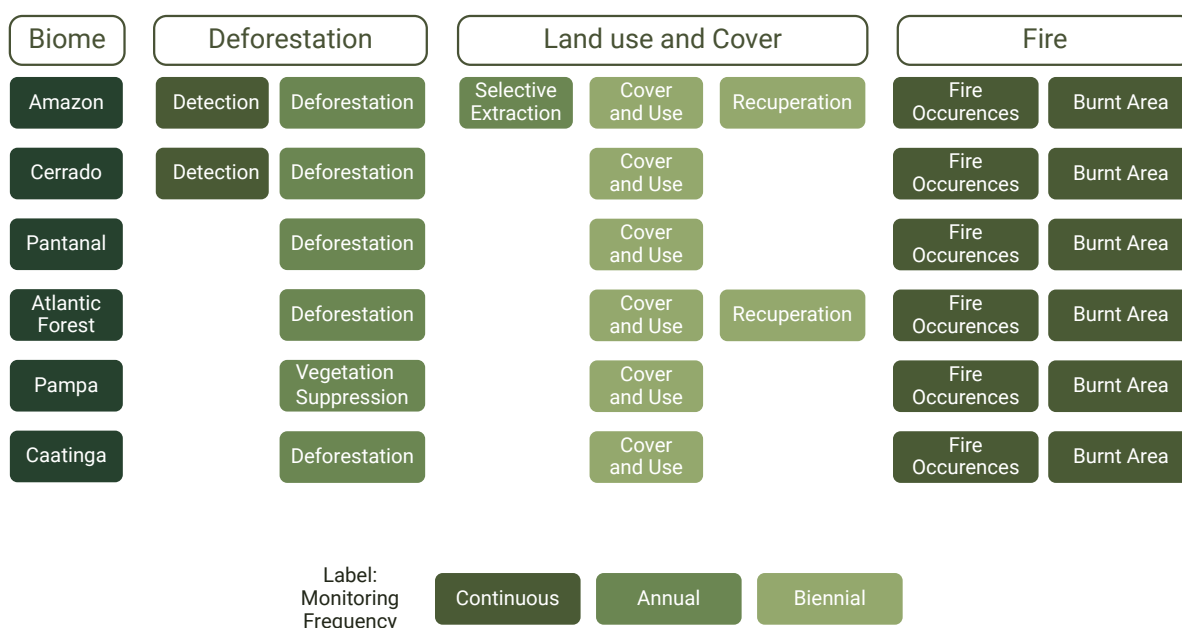 Biome
Deforestation
Land use and Cover
Fire
Amazon
Detection
Deforestation
Selective
Extraction
Cover
and Use
Recuperation
Fire
Occurences
Burnt Area
Cerrado
Detection
Deforestation
Cover
and Use
Fire
Occurences
Burnt Area
Pantanal
Deforestation
Cover
and Use
Fire
Occurences
Burnt Area
Atlantic
Forest
Deforestation
Cover
and Use
Recuperation
Fire
Occurences
Burnt Area
Pampa
Vegetation
Suppression
Cover
and Use
Fire
Occurences
Burnt Area
Caatinga
Deforestation
Cover
and Use
Fire
Occurences
Burnt Area
Label:
Monitoring
Frequency
Continuous
Annual
Biennial